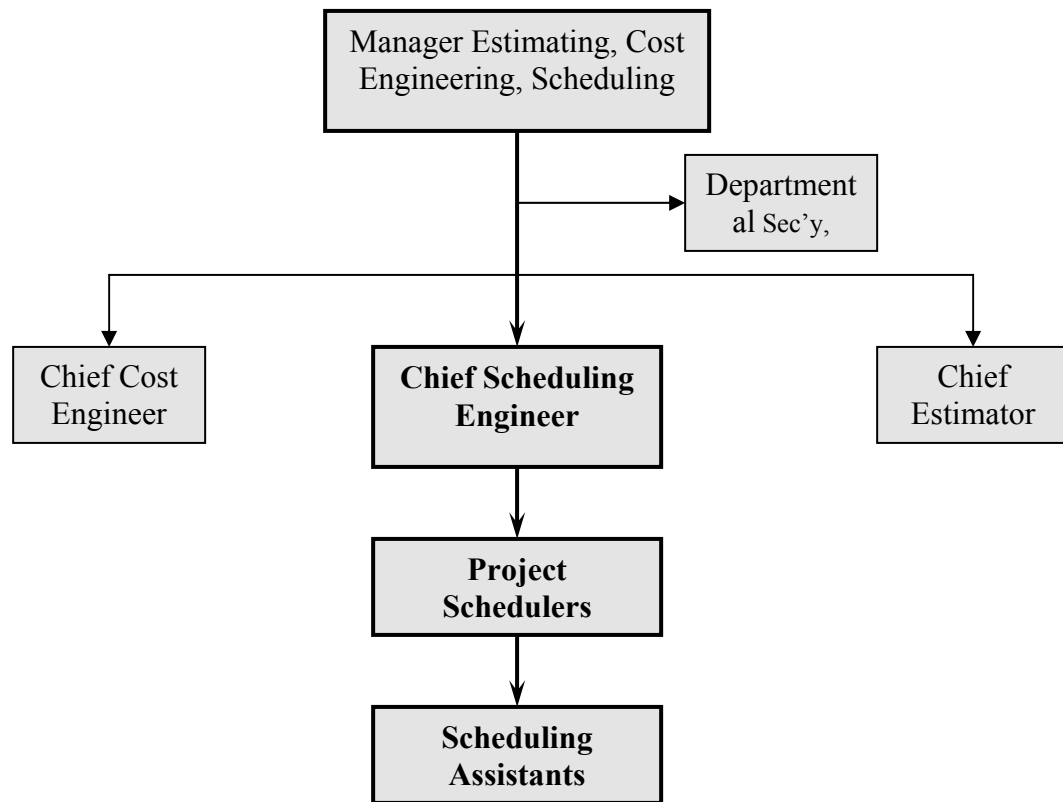 Manager Estimating, Cost
Engineering, Scheduling
Department
al Sec’y,
Chief Cost
Engineer
Chief Scheduling
Engineer
Chief
Estimator
Project
Schedulers
Scheduling
Assistants